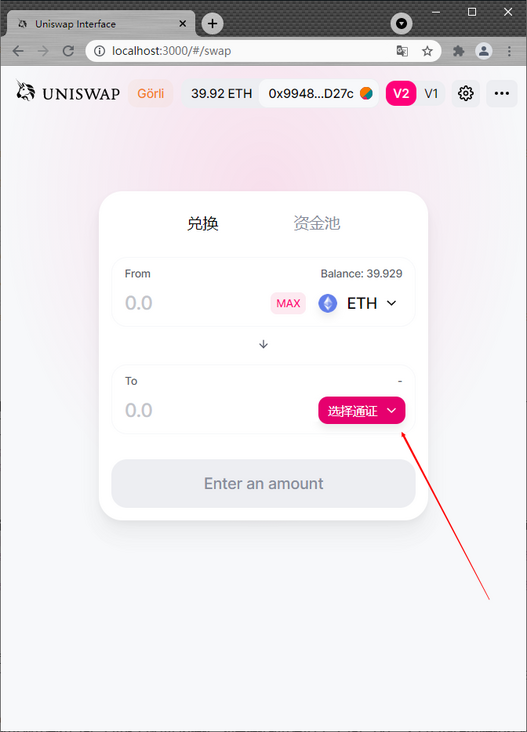 Uniswap Interface
localhost:3000/#/swap
UNISWAP
Görli
39.92 ETH
0x9948...D27c
V2
V1
兑换
资金池
From
Balance: 39.929
0.0
MAX
ETH
To
-
0.0
选择通证
Enter an amount